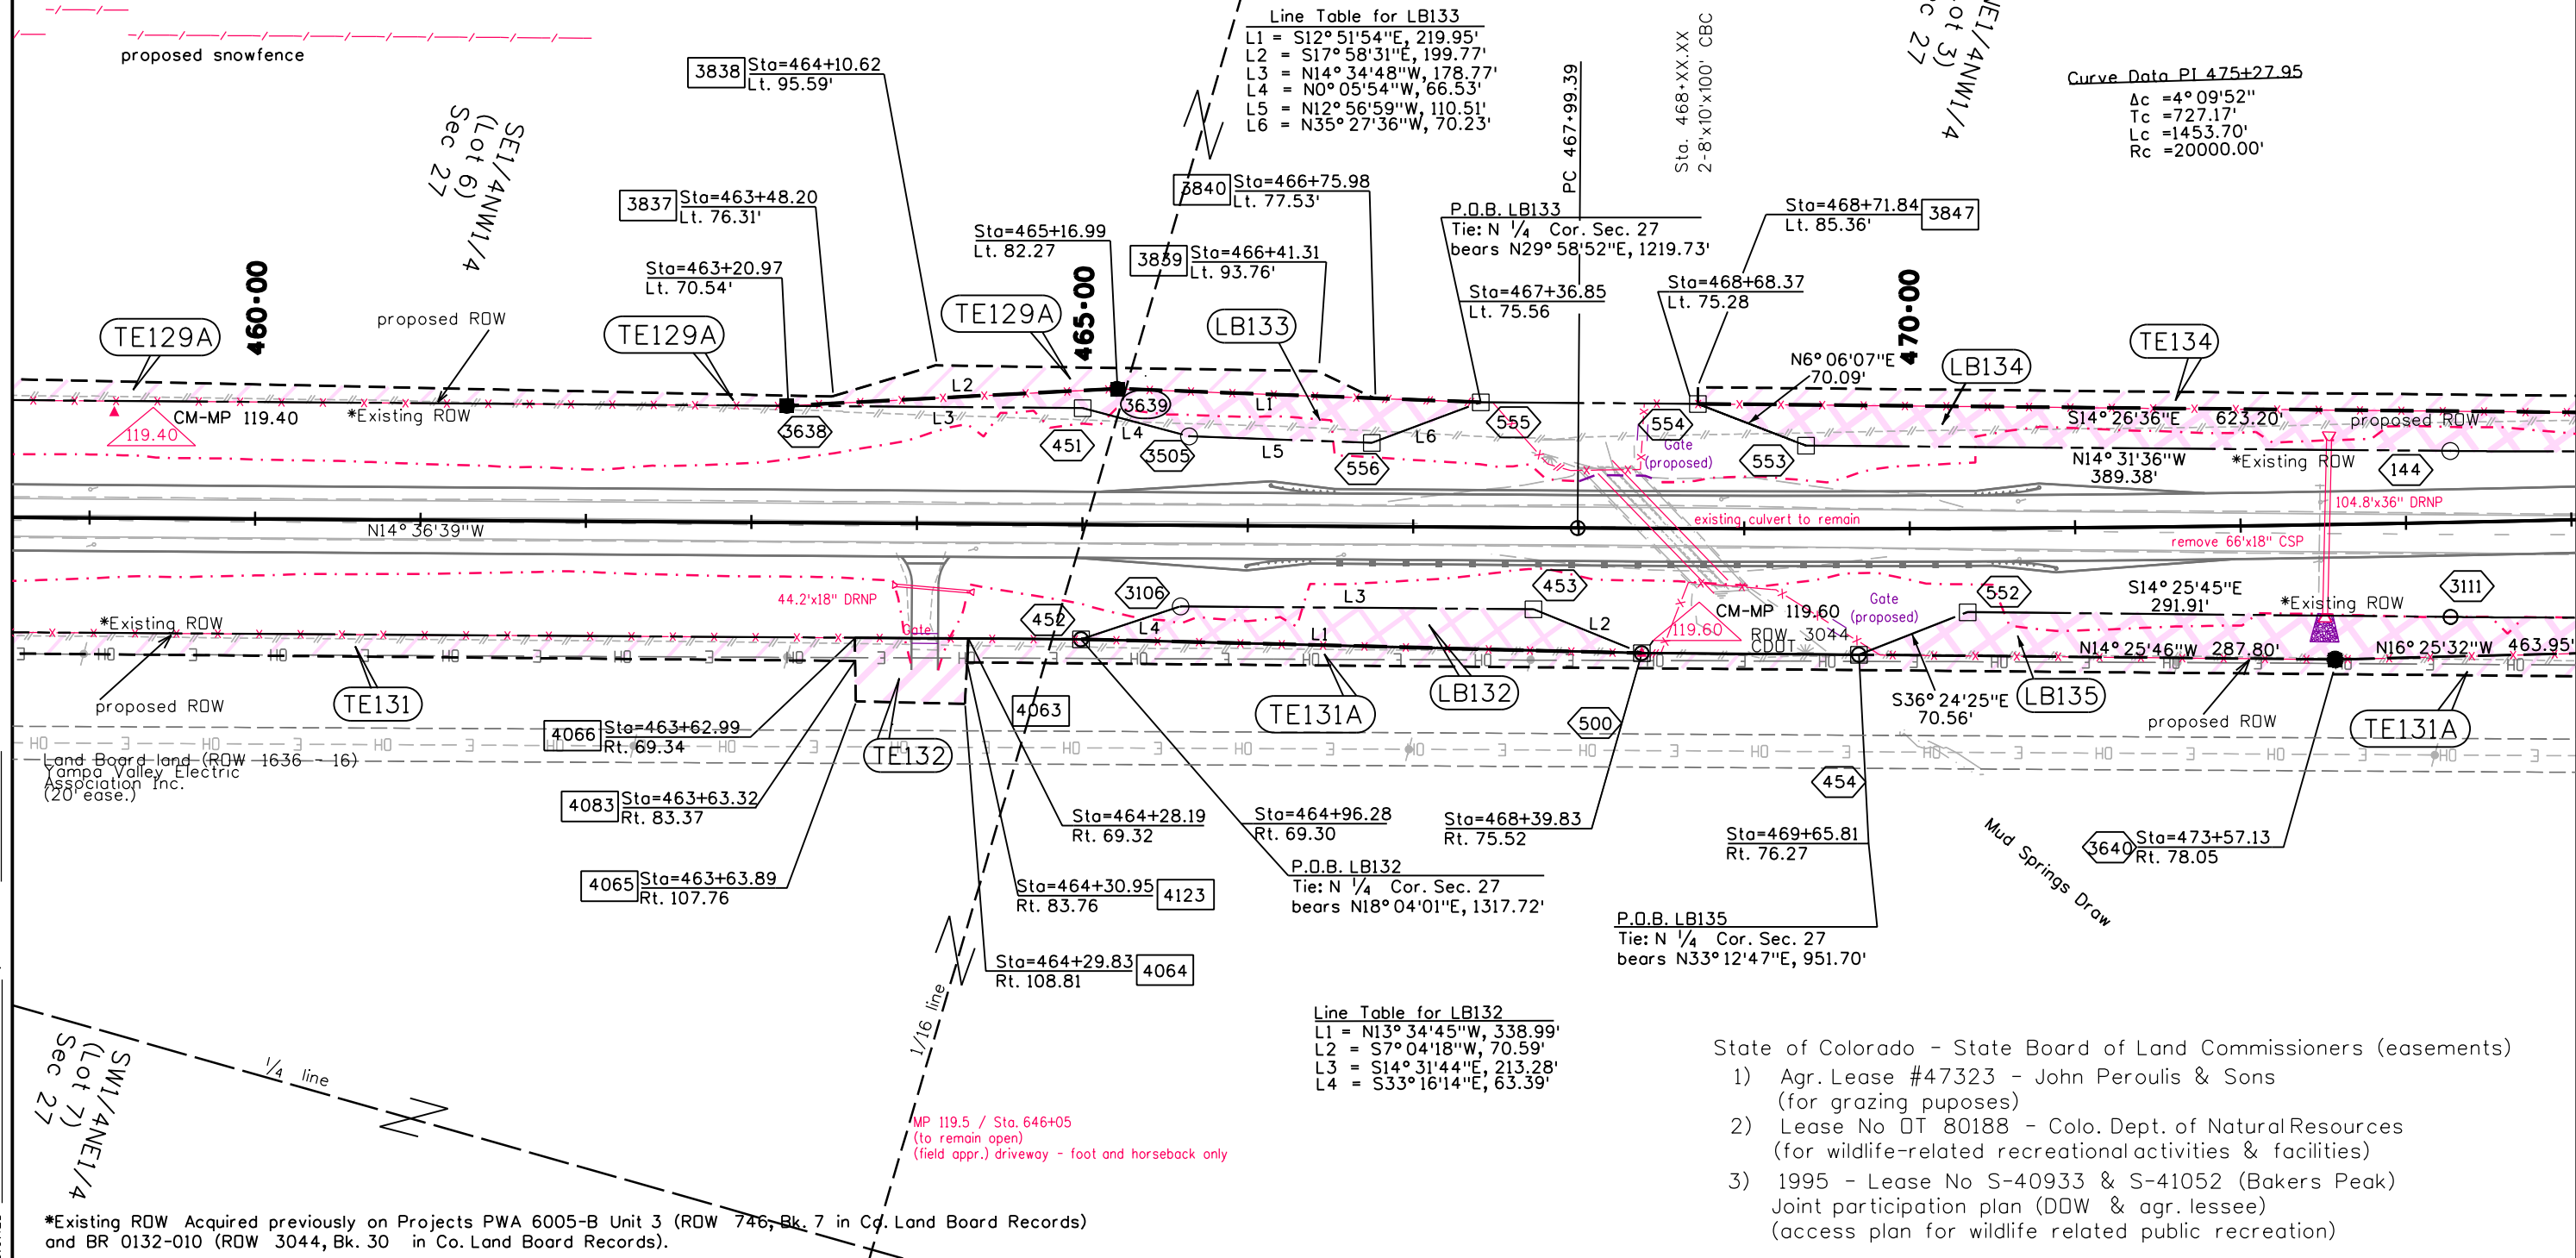 proposed snowfence
SE1/4NW1/4
(Lot 6)
Sec 27
3838
Sta=464+10.62
Lt. 95.59'
3837
Sta=463+48.20
Lt. 76.31'
Sta=463+20.97
Lt. 70.54'
Sta=465+16.99
Lt. 82.27
3840
Sta=466+75.98
Lt. 77.53'
3839
Sta=466+41.31
Lt. 93.76'
Line Table for LB133
L1 = S12°51'54"E, 219.95'
L2 = S17°58'31"E, 199.77'
L3 = N14°34'48"W, 178.77'
L4 = N0°05'54"W, 66.53'
L5 = N12°56'59"W, 110.51'
L6 = N35°27'36"W, 70.23'
PC 467+99.39
Sta. 468+XX.XX
2-8'x10'x100' CBC
NE1/4NW1/4
Lot 3)
c 27
Curve Data PI 475+27.95
Δc =4°09'52"
Tc =727.17'
Lc =1453.70'
Rc =20000.00'
P.O.B. LB133
Tie: N 1/4 Cor. Sec. 27
bears N29°58'52"E, 1219.73'
Sta=467+36.85
Lt. 75.56
Sta=468+71.84
Lt. 85.36'
3847
Sta=468+68.37
Lt. 75.28
460+00
465+00
470+00
TE129A
proposed ROW
TE129A
TE129A
LB133
N6°06'07"E
70.09'
LB134
TE134
CM-MP 119.40
119.40
*Existing ROW
3638
L2
L3
3639
L1
451
L4
3505
L5
556
L6
555
554
Gate
(proposed)
553
S14°26'36"E 623.20'
proposed ROW
N14°31'36"W
389.38'
*Existing ROW
144
N14°36'39"W
existing culvert to remain
104.8'x36" DRNP
remove 66'x18" CSP
44.2'x18" DRNP
Gate
*Existing ROW
TE131
proposed ROW
452
3106
L4
L3
L1
453
L2
119.60
CM-MP 119.60
ROW 3044
CDOT
Gate
(proposed)
552
S14°25'45"E
291.91'
*Existing ROW
3111
N14°25'46"W 287.80'
N16°25'32"W 463.95'
S36°24'25"E
70.56'
LB135
proposed ROW
TE131A
TE131A
LB132
TE132
500
454
4063
4066
Sta=463+62.99
Rt. 69.34
OH E OH E OH E OH E OH
Land Board land (ROW 1636 - 16)
Yampa Valley Electric
Association Inc.
(20' ease.)
4083
Sta=463+63.32
Rt. 83.37
4065
Sta=463+63.89
Rt. 107.76
Sta=464+28.19
Rt. 69.32
Sta=464+30.95
Rt. 83.76
4123
Sta=464+29.83
Rt. 108.81
4064
Sta=464+96.28
Rt. 69.30
P.O.B. LB132
Tie: N 1/4 Cor. Sec. 27
bears N18°04'01"E, 1317.72'
Sta=468+39.83
Rt. 75.52
Sta=469+65.81
Rt. 76.27
P.O.B. LB135
Tie: N 1/4 Cor. Sec. 27
bears N33°12'47"E, 951.70'
Mud Springs Draw
3640
Sta=473+57.13
Rt. 78.05
1/16 line
1/4 line
SW1/4NE1/4
(Lot 7)
Sec 27
Line Table for LB132
L1 = N13°34'45"W, 338.99'
L2 = S7°04'18"W, 70.59'
L3 = S14°31'44"E, 213.28'
L4 = S33°16'14"E, 63.39'
MP 119.5 / Sta. 646+05
(to remain open)
(field appr.) driveway - foot and horseback only
State of Colorado - State Board of Land Commissioners (easements)
1) Agr. Lease #47323 - John Peroulis & Sons
(for grazing puposes)
2) Lease No OT 80188 - Colo. Dept. of Natural Resources
(for wildlife-related recreational activities & facilities)
3) 1995 - Lease No S-40933 & S-41052 (Bakers Peak)
Joint participation plan (DOW & agr. lessee)
(access plan for wildlife related public recreation)
*Existing ROW Acquired previously on Projects PWA 6005-B Unit 3 (ROW 746, Bk. 7 in Co. Land Board Records)
and BR 0132-010 (ROW 3044, Bk. 30 in Co. Land Board Records).